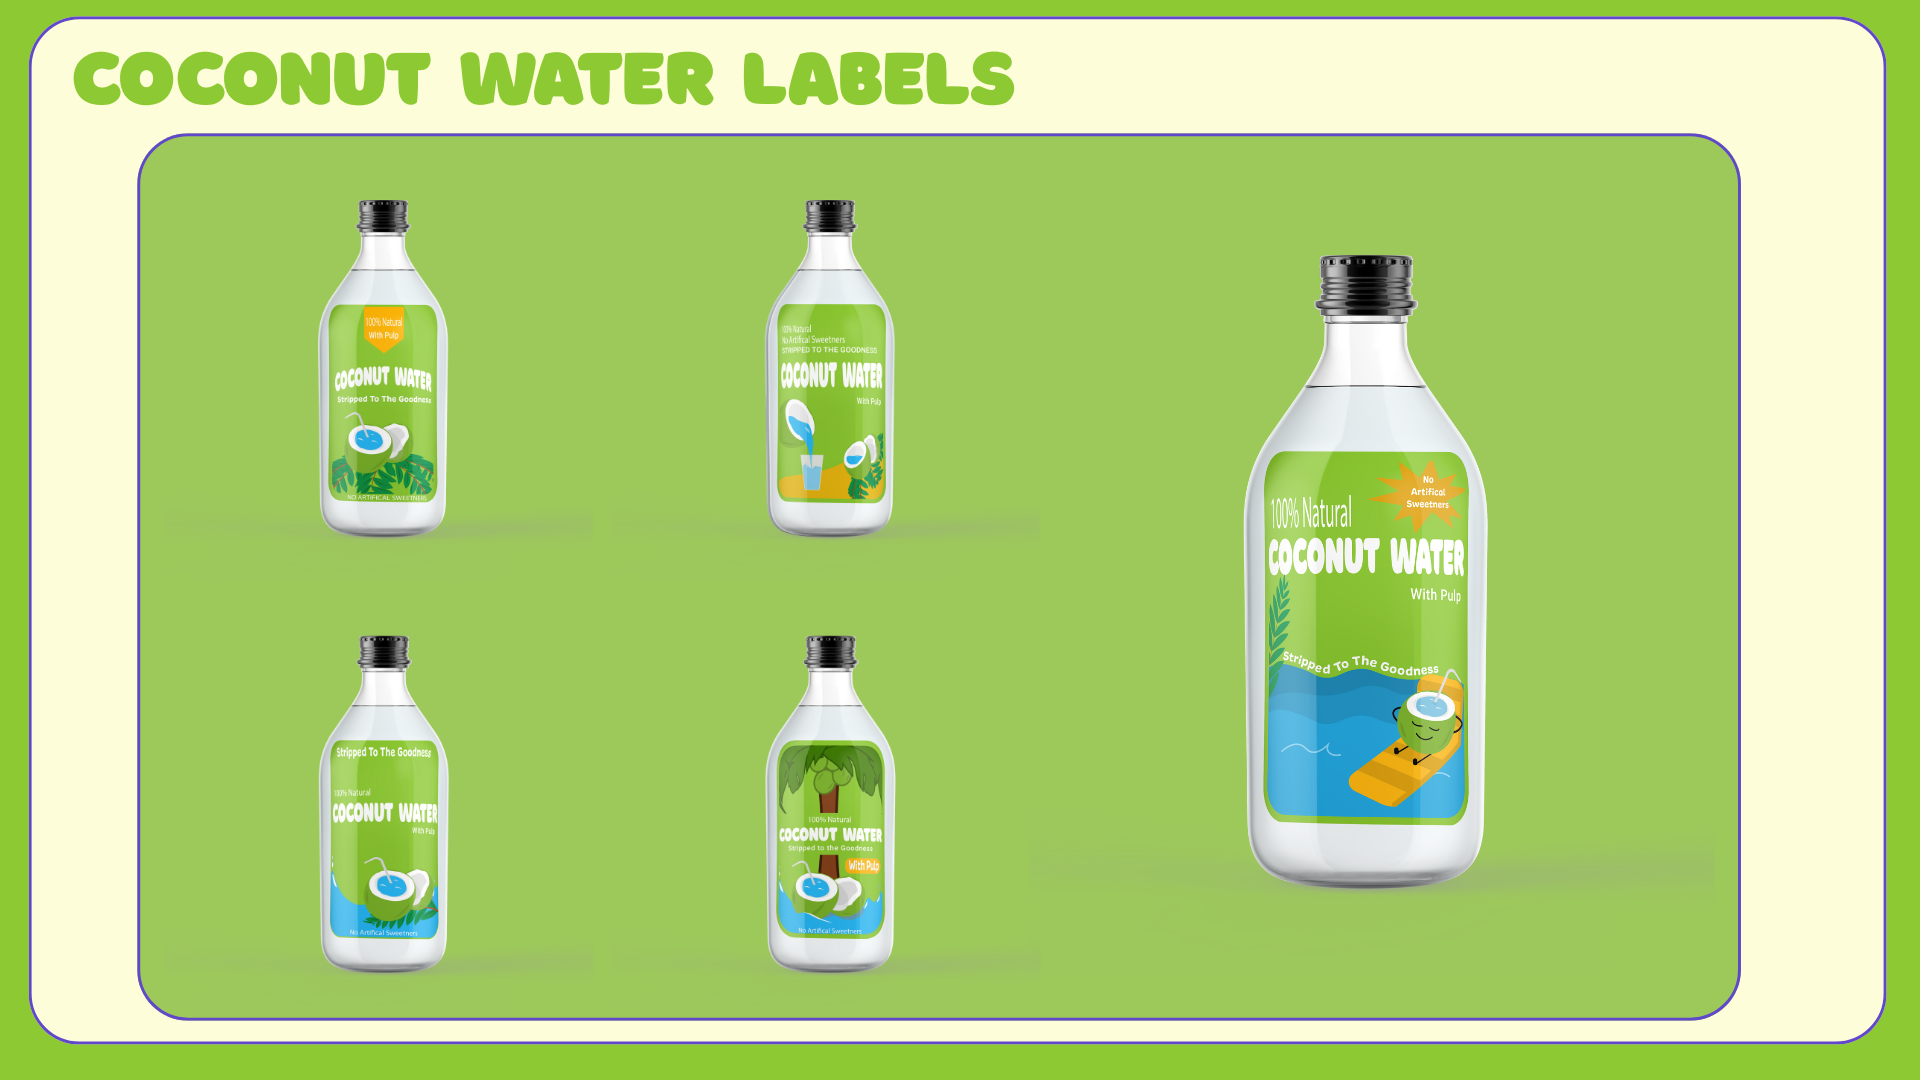 COCONUT WATER LABELS
100% Natural
With Pulp
COCONUT WATER
Stripped To The Goodness
NO ARTIFICAL SWEETNERS
100% Natural
No Artifical Sweetners
STRIPPED TO THE GOODNESS
COCONUT WATER
With Pulp
No
Artifical
Sweetners
100% Natural
COCONUT WATER
With Pulp
Stripped To The Goodness
Stripped To The Goodness
100% Natural
COCONUT WATER
With Pulp
No Artifical Sweetners
100% Natural
COCONUT WATER
Stripped to the Goodness
With Pulp
No Artifical Sweetners